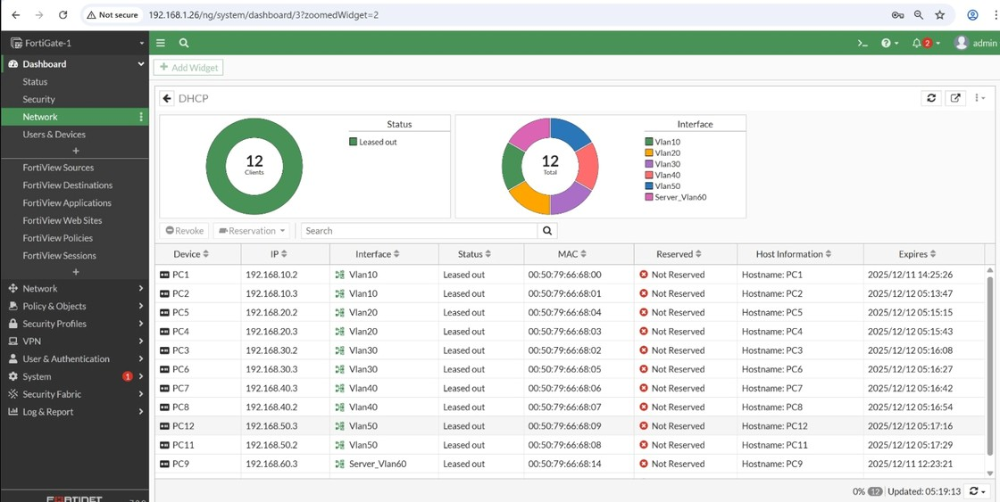 Not secure 192.168.1.26/ng/system/dashboard/3?zoomedWidget=2
FortiGate-1
2
admin
Dashboard
Status
Security
Network
Users & Devices
+
FortiView Sources
FortiView Destinations
FortiView Applications
FortiView Web Sites
FortiView Policies
FortiView Sessions
+
Network
Policy & Objects
Security Profiles
VPN
User & Authentication
System 1
Security Fabric
Log & Report
FORTINET
+ Add Widget
DHCP
12
Clients
Status
Leased out
12
Total
Interface
Vlan10
Vlan20
Vlan30
Vlan40
Vlan50
Server_Vlan60
Revoke Reservation Search
Device IP Interface Status MAC Reserved Host Information Expires
PC1 192.168.10.2 Vlan10 Leased out 00:50:79:66:68:00 Not Reserved Hostname: PC1 2025/12/11 14:25:26
PC2 192.168.10.3 Vlan10 Leased out 00:50:79:66:68:01 Not Reserved Hostname: PC2 2025/12/12 05:13:47
PC5 192.168.20.2 Vlan20 Leased out 00:50:79:66:68:04 Not Reserved Hostname: PC5 2025/12/12 05:15:15
PC4 192.168.20.3 Vlan20 Leased out 00:50:79:66:68:03 Not Reserved Hostname: PC4 2025/12/12 05:15:43
PC3 192.168.30.2 Vlan30 Leased out 00:50:79:66:68:02 Not Reserved Hostname: PC3 2025/12/12 05:16:08
PC6 192.168.30.3 Vlan30 Leased out 00:50:79:66:68:05 Not Reserved Hostname: PC6 2025/12/12 05:16:27
PC7 192.168.40.3 Vlan40 Leased out 00:50:79:66:68:06 Not Reserved Hostname: PC7 2025/12/12 05:16:42
PC8 192.168.40.2 Vlan40 Leased out 00:50:79:66:68:07 Not Reserved Hostname: PC8 2025/12/12 05:16:54
PC12 192.168.50.3 Vlan50 Leased out 00:50:79:66:68:09 Not Reserved Hostname: PC12 2025/12/12 05:17:16
PC11 192.168.50.2 Vlan50 Leased out 00:50:79:66:68:08 Not Reserved Hostname: PC11 2025/12/12 05:17:29
PC9 192.168.60.3 Server_Vlan60 Leased out 00:50:79:66:68:14 Not Reserved Hostname: PC9 2025/12/11 12:23:21
0% 12 Updated: 05:19:13